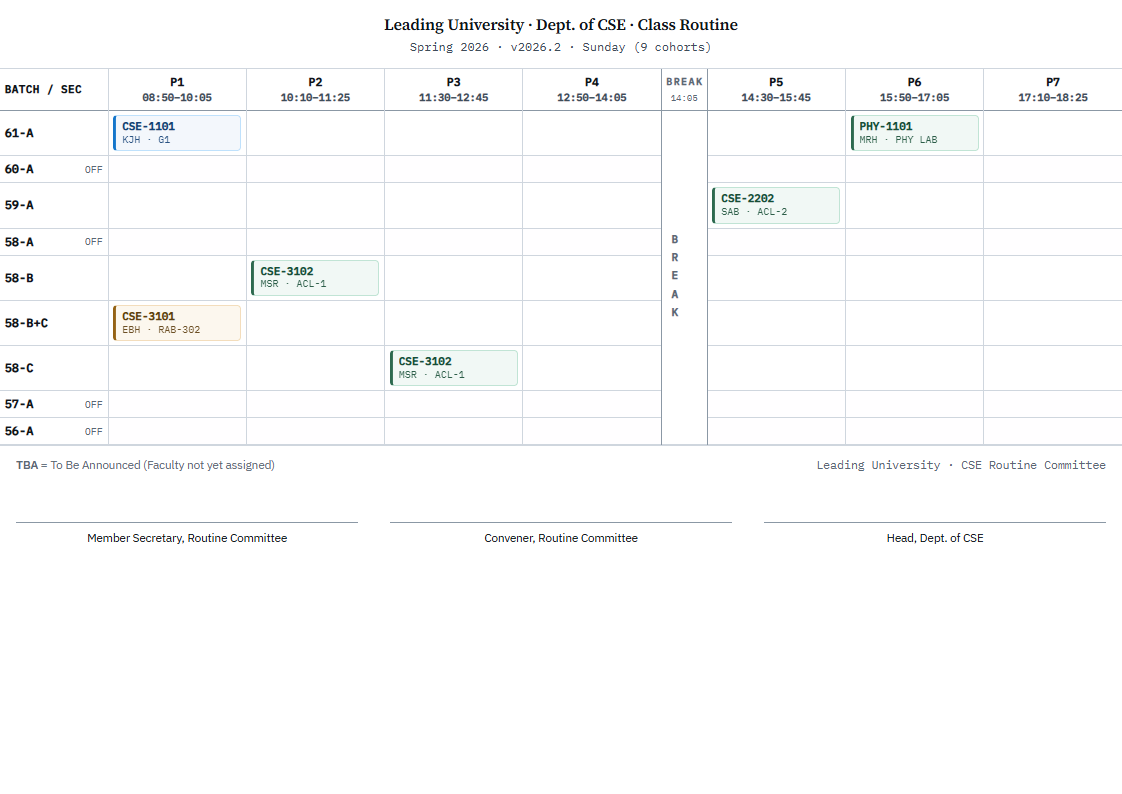 Leading University · Dept. of CSE · Class Routine
Spring 2026 · v2026.2 · Sunday (9 cohorts)
BATCH / SEC P1 P2 P3 P4 BREAK P5 P6 P7
08:50–10:05 10:10–11:25 11:30–12:45 12:50–14:05 14:05 14:30–15:45 15:50–17:05 17:10–18:25
61-A CSE-1101 PHY-1101
KJH · G1 MRH · PHY LAB
60-A OFF
59-A CSE-2202
SAB · ACL-2
58-A OFF
58-B CSE-3102
MSR · ACL-1
58-B+C CSE-3101
EBH · RAB-302
58-C CSE-3102
MSR · ACL-1
57-A OFF
56-A OFF
B
R
E
A
K
TBA = To Be Announced (Faculty not yet assigned)
Leading University · CSE Routine Committee
Member Secretary, Routine Committee
Convener, Routine Committee
Head, Dept. of CSE